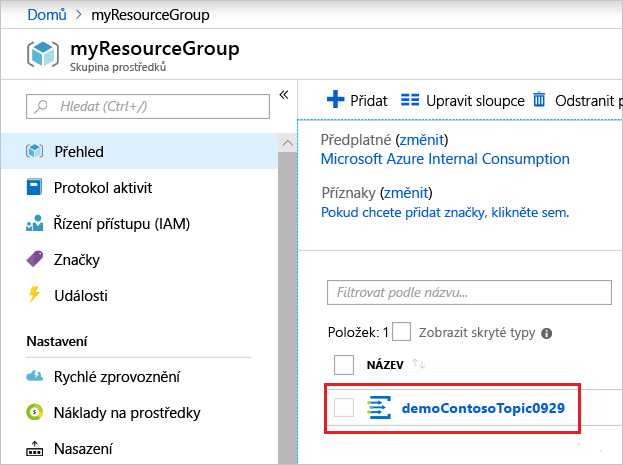 Domů > myResourceGroup
myResourceGroup
Skupina prostředků
Hledat (Ctrl+/)
Přehled
Protokol aktivit
Řízení přístupu (IAM)
Značky
Události
Nastavení
Rychlé zprovoznění
Náklady na prostředky
Nasazení
Přidat
Upravit sloupce
Odstranit
Předplatné (změnit)
Microsoft Azure Internal Consumption
Příznaky (změnit)
Pokud chcete přidat značky, klikněte sem.
Filtrovat podle názvu...
Položek: 1 Zobrazit skryté typy
NÁZEV
demoContosoTopic0929